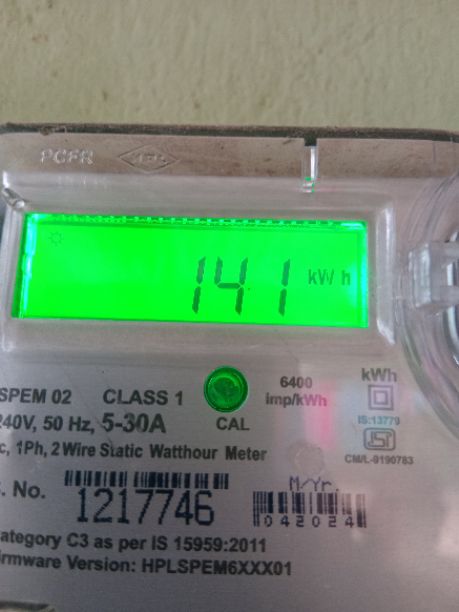 PCFR
141 kWh
SPEM 02 CLASS 1 6400 imp/kWh kWh
240V, 50 Hz, 5-30A CAL IS:13779
c, 1Ph, 2 Wire Static Watthour Meter CM/L-9190783
. No. 1217746 M/Yr.
042024
ategory C3 as per IS 15959:2011
irmware Version: HPLSPEM6XXX01